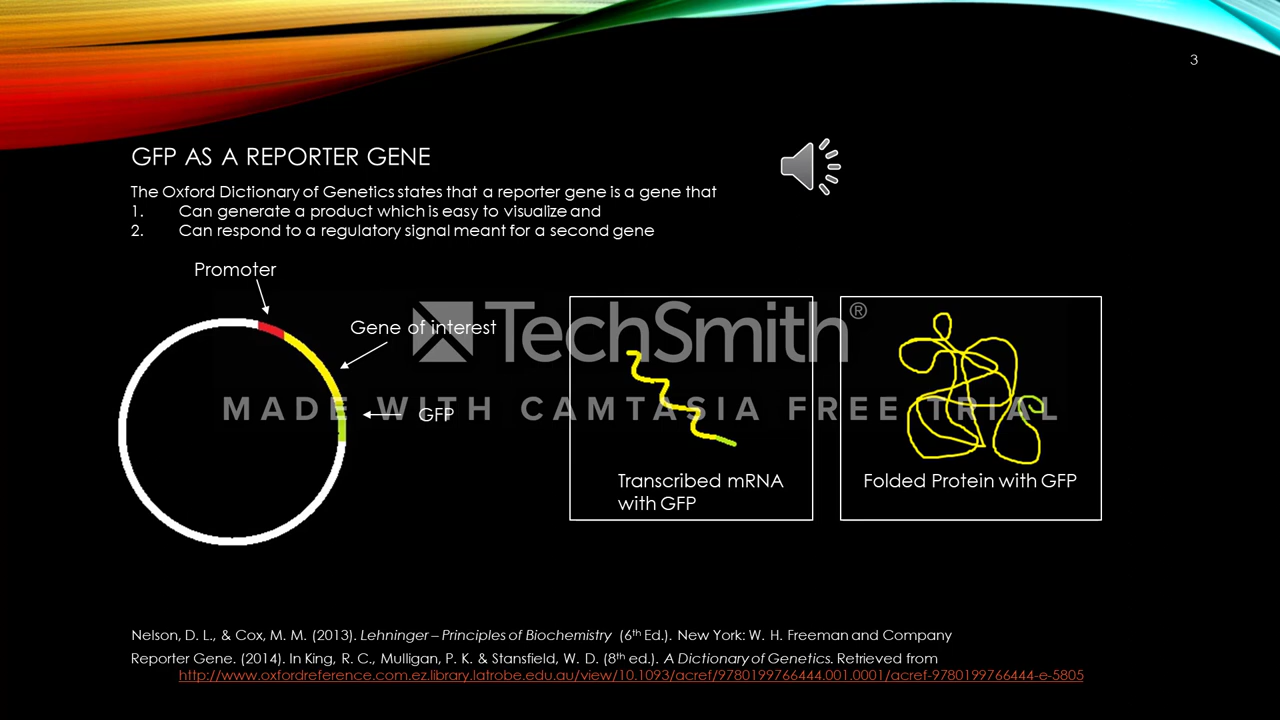 3
GFP AS A REPORTER GENE
The Oxford Dictionary of Genetics states that a reporter gene is a gene that
1. Can generate a product which is easy to visualize and
2. Can respond to a regulatory signal meant for a second gene
Promoter
Gene of interest
GFP
TechSmith®
MADE WITH CAMTASIA FREE TRIAL
Transcribed mRNA
with GFP
Folded Protein with GFP
Nelson, D. L., & Cox, M. M. (2013). Lehninger – Principles of Biochemistry (6th Ed.). New York: W. H. Freeman and Company
Reporter Gene. (2014). In King, R. C., Mulligan, P. K. & Stansfield, W. D. (8th ed.). A Dictionary of Genetics. Retrieved from
http://www.oxfordreference.com.ez.library.latrobe.edu.au/view/10.1093/acref/9780199766444.001.0001/acref-9780199766444-e-5805